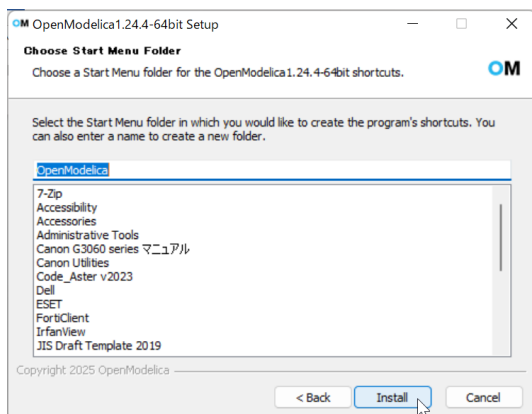 OM OpenModelica1.24.4-64bit Setup
Choose Start Menu Folder
Choose a Start Menu folder for the OpenModelica1.24.4-64bit shortcuts.
OM
Select the Start Menu folder in which you would like to create the program's shortcuts. You
can also enter a name to create a new folder.
OpenModelica
7-Zip
Accessibility
Accessories
Administrative Tools
Canon G3060 series マニュアル
Canon Utilities
Code_Aster v2023
Dell
ESET
FortiClient
IrfanView
JIS Draft Template 2019
Copyright 2025 OpenModelica
< Back Install Cancel